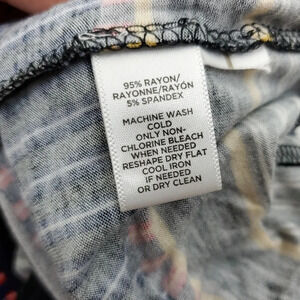 95% RAYON/
RAYONNE/RAYÓN
5% SPANDEX
MACHINE WASH
COLD
ONLY NON-
CHLORINE BLEACH
WHEN NEEDED
RESHAPE DRY FLAT
COOL IRON
IF NEEDED
OR DRY CLEAN